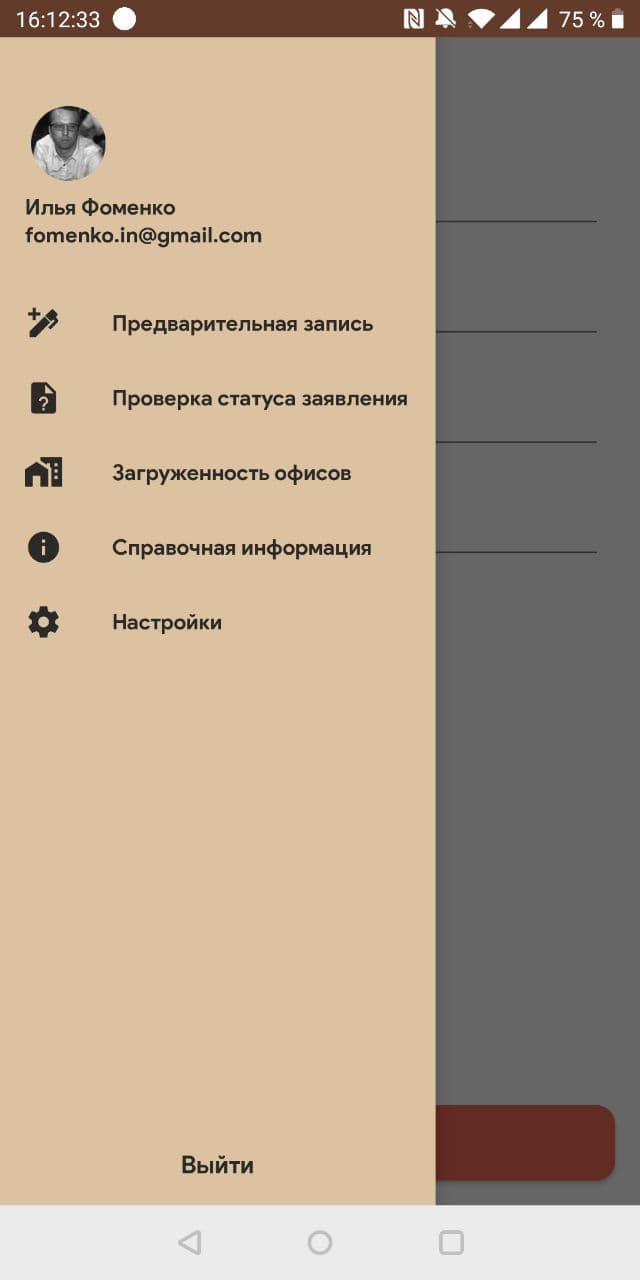 16:12:33
75 %
Илья Фоменко
fomenko.in@gmail.com
Предварительная запись
Проверка статуса заявления
Загруженность офисов
Справочная информация
Настройки
Выйти